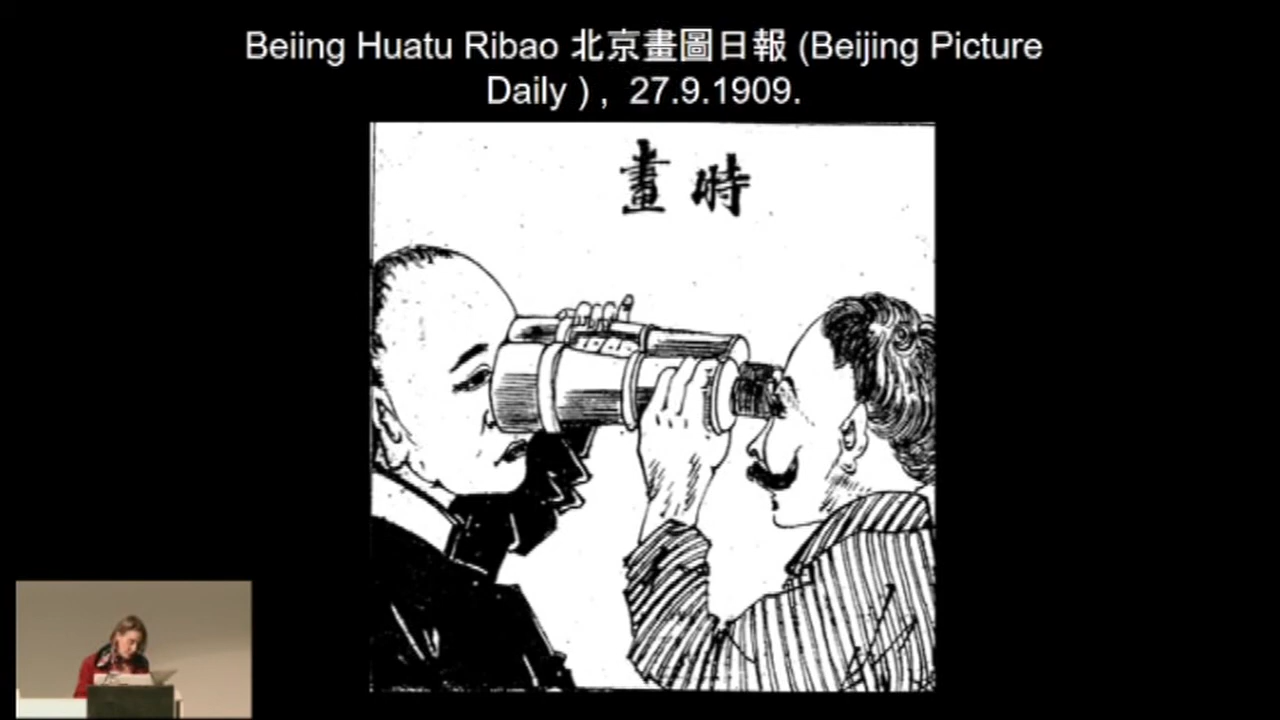 Beiing Huatu Ribao 北京畫圖日報 (Beijing Picture
Daily ) ,  27.9.1909.
時畫